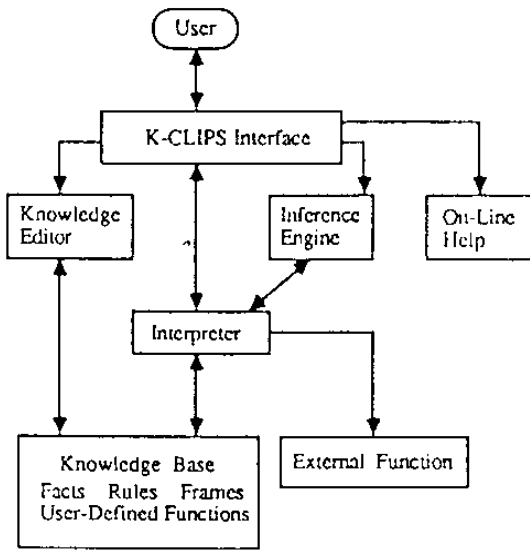 User
K-CLIPS Interface
Knowledge
Editor
Inference
Engine
On-Line
Help
Interpreter
Knowledge Base
Facts Rules Frames
User-Defined Functions
External Function